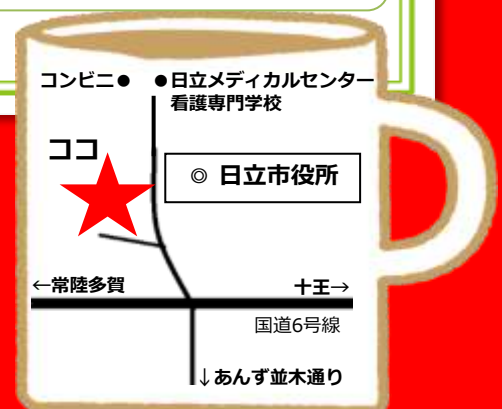 コンビニ● ●日立メディカルセンター
看護専門学校
ココ
◎ 日立市役所
←常陸多賀 十王→
国道6号線
↓あんず並木通り